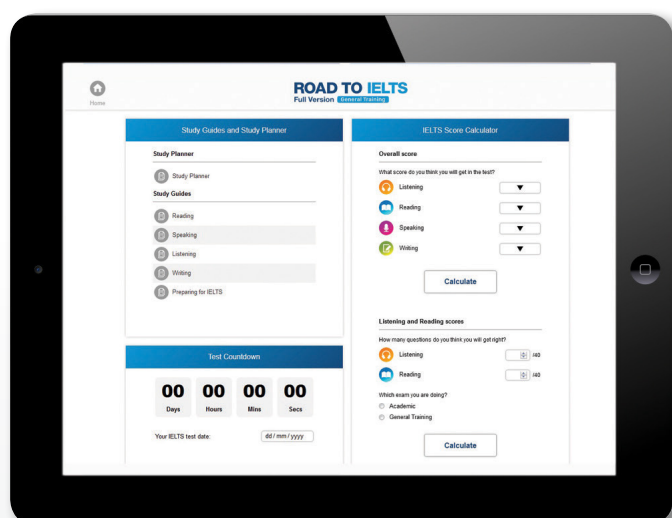 Home
ROAD TO IELTS
Full Version General Training
Study Guides and Study Planner
Study Planner
Study Planner
Study Guides
Reading
Speaking
Listening
Writing
Preparing for IELTS
Test Countdown
00 00 00 00
Days Hours Mins Secs
Your IELTS test date: dd / mm / yyyy
IELTS Score Calculator
Overall score
What score do you think you will get in the test?
Listening
Reading
Speaking
Writing
Calculate
Listening and Reading scores
How many questions do you think you will get right?
Listening /40
Reading /40
Which exam you are doing?
Academic
General Training
Calculate